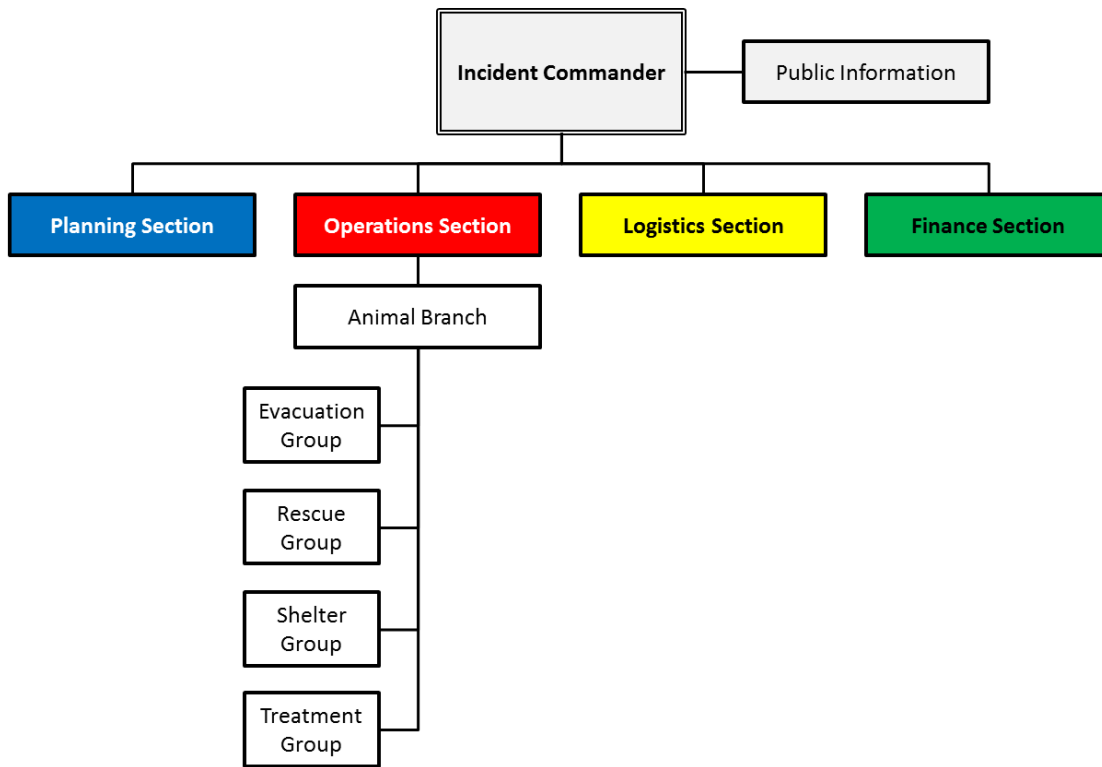 Incident Commander
Public Information
Planning Section
Operations Section
Logistics Section
Finance Section
Animal Branch
Evacuation
Group
Rescue
Group
Shelter
Group
Treatment
Group